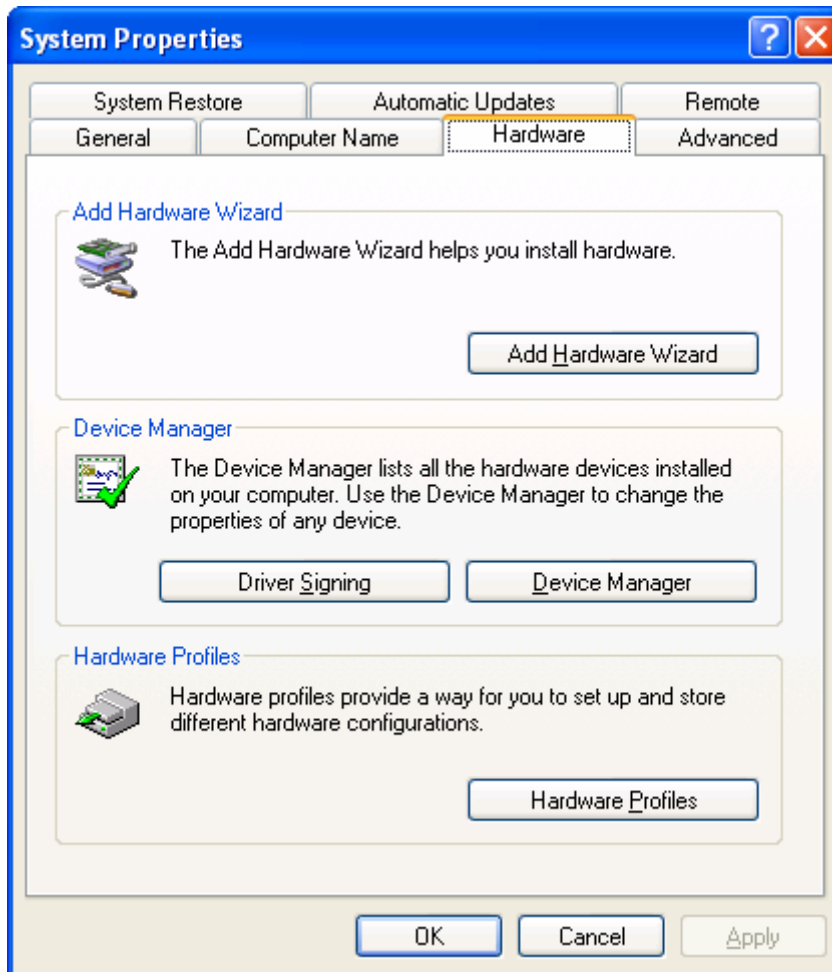 System Properties
System Restore Automatic Updates Remote
General Computer Name Hardware Advanced
Add Hardware Wizard
The Add Hardware Wizard helps you install hardware.
Add Hardware Wizard
Device Manager
The Device Manager lists all the hardware devices installed
on your computer. Use the Device Manager to change the
properties of any device.
Driver Signing Device Manager
Hardware Profiles
Hardware profiles provide a way for you to set up and store
different hardware configurations.
Hardware Profiles
OK Cancel Apply